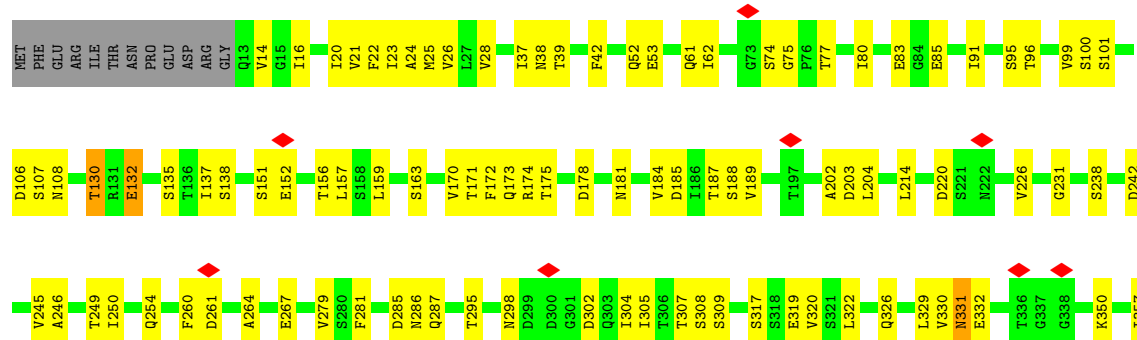 MET PHE GLU ARG ILE THR ASN PRO GLU ASP ARG GLY Q13 V14 G15 I16 I20 V21 F22 I23 A24 M25 V26 L27 V28 I37 N38 T39 F42 Q52 E53 Q61 I62 G73 S74 G75 P76 T77 I80 E83 G84 E85 I91 S95 T96 V99 S100 S101
D106 S107 N108 T130 R131 E132 S135 T136 I137 S138 S151 E152 T156 L157 S158 L159 S163 V170 T171 F172 Q173 R174 T175 D178 N181 V184 D185 I186 T187 S188 V189 T197 A202 D203 L204 L214 D220 S221 N222 V226 G231 S238 D242
V245 A246 T249 I250 Q254 F260 D261 A264 E267 V279 S280 F281 D285 N286 Q287 T295 N298 D299 D300 G301 D302 Q303 I304 I305 T306 T307 S308 S309 S317 S318 E319 V320 S321 L322 Q326 L329 V330 N331 E332 T336 G337 G338 K350